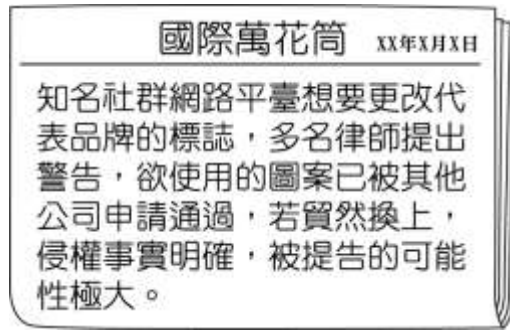 國際萬花筒 XX年X月X日
知名社群網路平臺想要更改代
表品牌的標誌，多名律師提出
警告，欲使用的圖案已被其他
公司申請通過，若貿然換上，
侵權事實明確，被提告的可能
性極大。